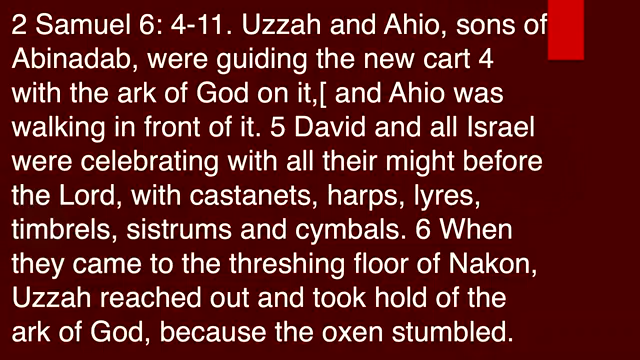 2 Samuel 6: 4-11. Uzzah and Ahio, sons of
Abinadab, were guiding the new cart 4
with the ark of God on it,[ and Ahio was
walking in front of it. 5 David and all Israel
were celebrating with all their might before
the Lord, with castanets, harps, lyres,
timbrels, sistrums and cymbals. 6 When
they came to the threshing floor of Nakon,
Uzzah reached out and took hold of the
ark of God, because the oxen stumbled.